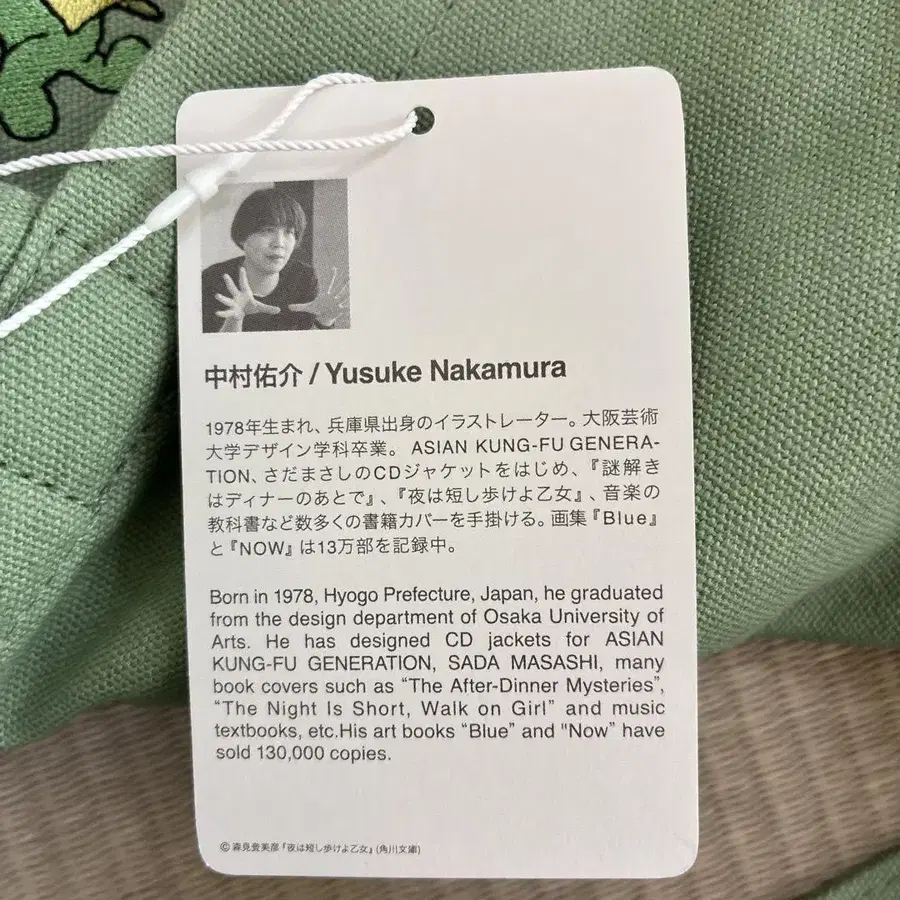 中村佑介 / Yusuke Nakamura
1978年生まれ、兵庫県出身のイラストレーター。大阪芸術
大学デザイン学科卒業。 ASIAN KUNG-FU GENERA-
TION、さだまさしのCDジャケットをはじめ、『謎解き
はディナーのあとで』、『夜は短し歩けよ乙女』、音楽の
教科書など数多くの書籍カバーを手掛ける。画集『Blue』
と『NOW』は13万部を記録中。
Born in 1978, Hyogo Prefecture, Japan, he graduated
from the design department of Osaka University of
Arts. He has designed CD jackets for ASIAN
KUNG-FU GENERATION, SADA MASASHI, many
book covers such as “The After-Dinner Mysteries”,
“The Night Is Short, Walk on Girl” and music
textbooks, etc.His art books “Blue” and "Now” have
sold 130,000 copies.
© 森見登美彦『夜は短し歩けよ乙女』(角川文庫)